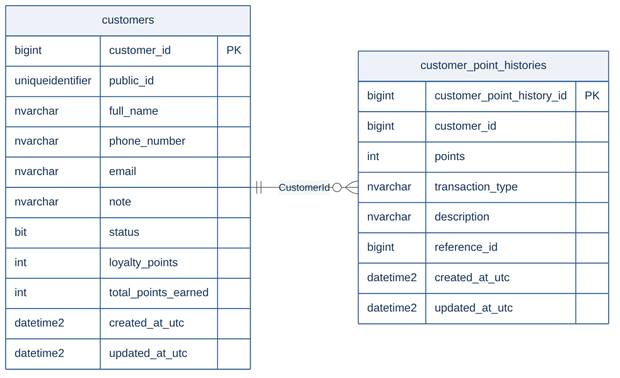 customers
bigint customer_id PK
uniqueidentifier public_id
nvarchar full_name
nvarchar phone_number
nvarchar email
nvarchar note
bit status
int loyalty_points
int total_points_earned
datetime2 created_at_utc
datetime2 updated_at_utc
CustomerId
customer_point_histories
bigint customer_point_history_id PK
bigint customer_id
int points
nvarchar transaction_type
nvarchar description
bigint reference_id
datetime2 created_at_utc
datetime2 updated_at_utc